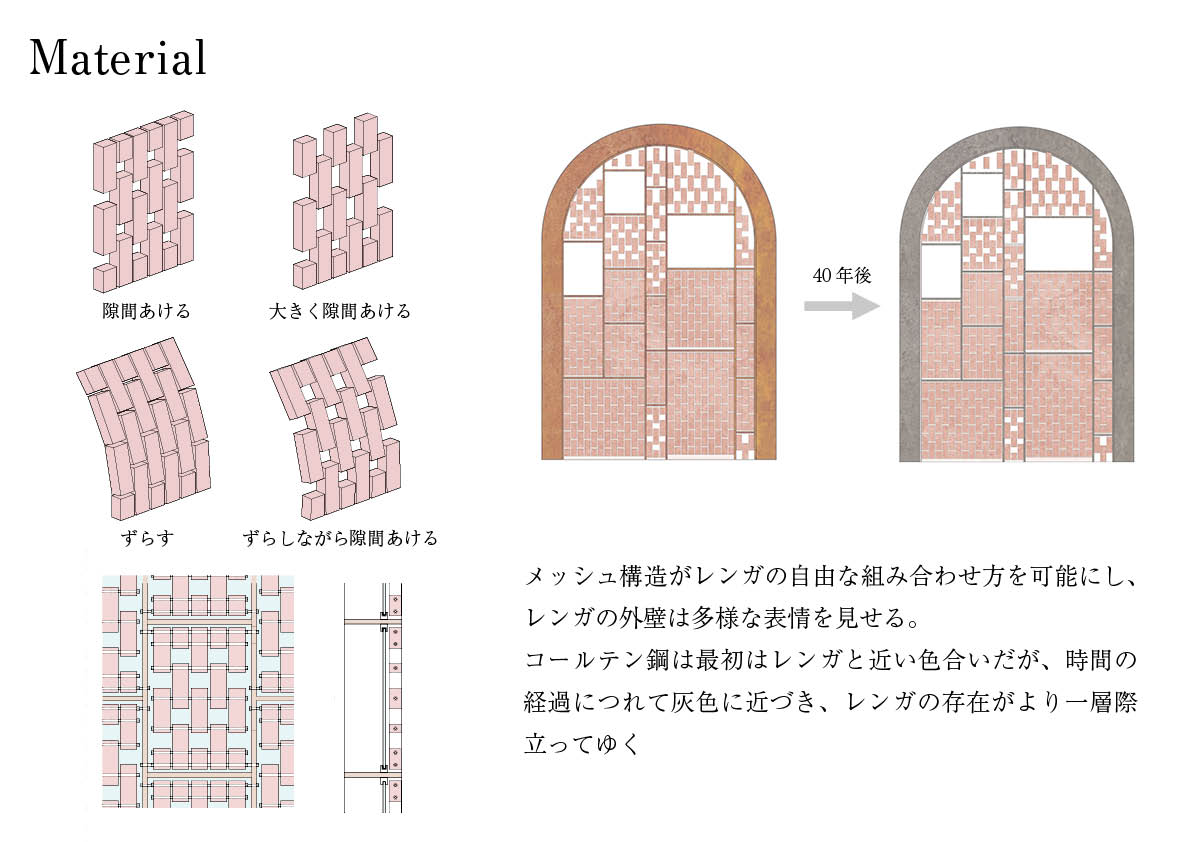 Material
隙間あける
大きく隙間あける
ずらす
ずらしながら隙間あける
40 年後
メッシュ構造がレンガの自由な組み合わせ方を可能にし、
レンガの外壁は多様な表情を見せる。
コールテン鋼は最初はレンガと近い色合いだが、時間の
経過につれて灰色に近づき、レンガの存在がより一層際
立ってゆく